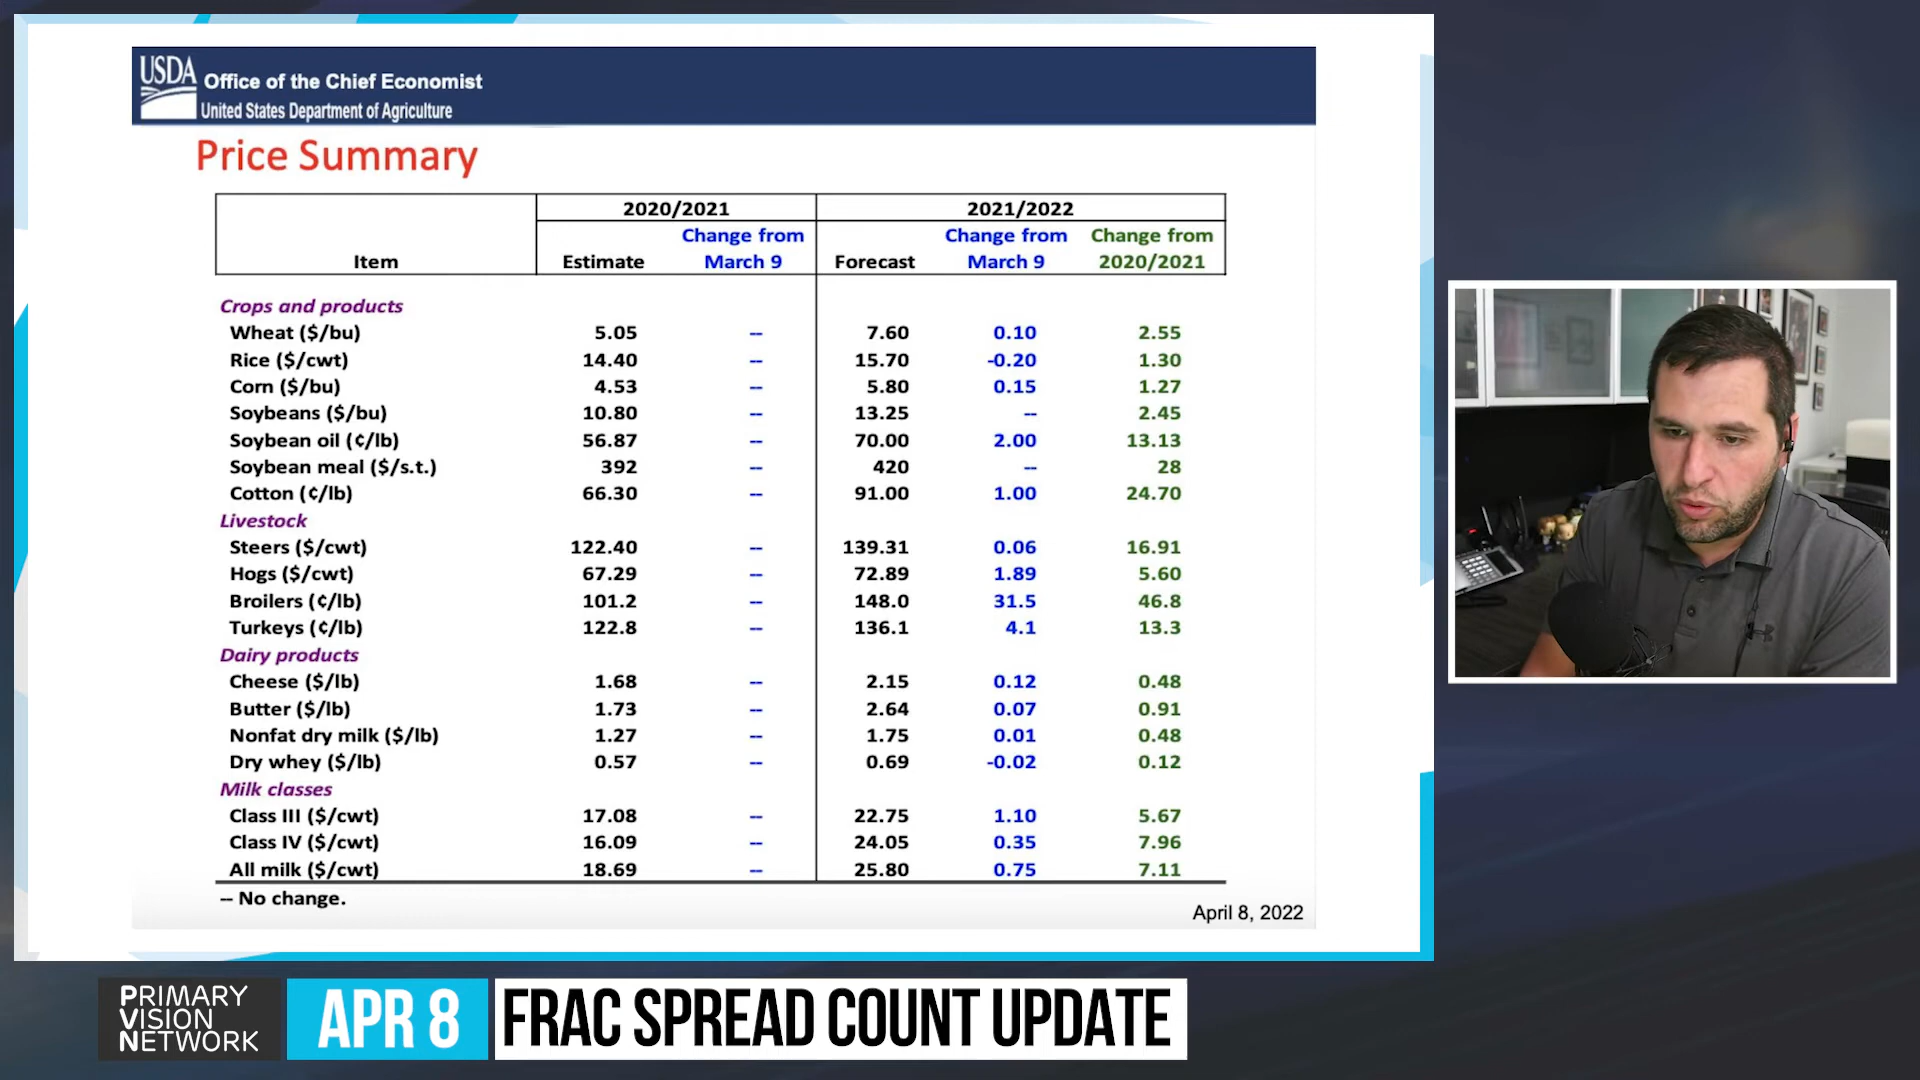 USDA Office of the Chief Economist
United States Department of Agriculture
Price Summary
2020/2021 2021/2022
Change from Change from Change from
Item Estimate March 9 Forecast March 9 2020/2021
Crops and products
Wheat ($/bu) 5.05 -- 7.60 0.10 2.55
Rice ($/cwt) 14.40 -- 15.70 -0.20 1.30
Corn ($/bu) 4.53 -- 5.80 0.15 1.27
Soybeans ($/bu) 10.80 -- 13.25 -- 2.45
Soybean oil (¢/lb) 56.87 -- 70.00 2.00 13.13
Soybean meal ($/s.t.) 392 -- 420 -- 28
Cotton (¢/lb) 66.30 -- 91.00 1.00 24.70
Livestock
Steers ($/cwt) 122.40 -- 139.31 0.06 16.91
Hogs ($/cwt) 67.29 -- 72.89 1.89 5.60
Broilers (¢/lb) 101.2 -- 148.0 31.5 46.8
Turkeys (¢/lb) 122.8 -- 136.1 4.1 13.3
Dairy products
Cheese ($/lb) 1.68 -- 2.15 0.12 0.48
Butter ($/lb) 1.73 -- 2.64 0.07 0.91
Nonfat dry milk ($/lb) 1.27 -- 1.75 0.01 0.48
Dry whey ($/lb) 0.57 -- 0.69 -0.02 0.12
Milk classes
Class III ($/cwt) 17.08 -- 22.75 1.10 5.67
Class IV ($/cwt) 16.09 -- 24.05 0.35 7.96
All milk ($/cwt) 18.69 -- 25.80 0.75 7.11
-- No change.
April 8, 2022
PRIMARY
VISION
NETWORK
APR 8
FRAC SPREAD COUNT UPDATE